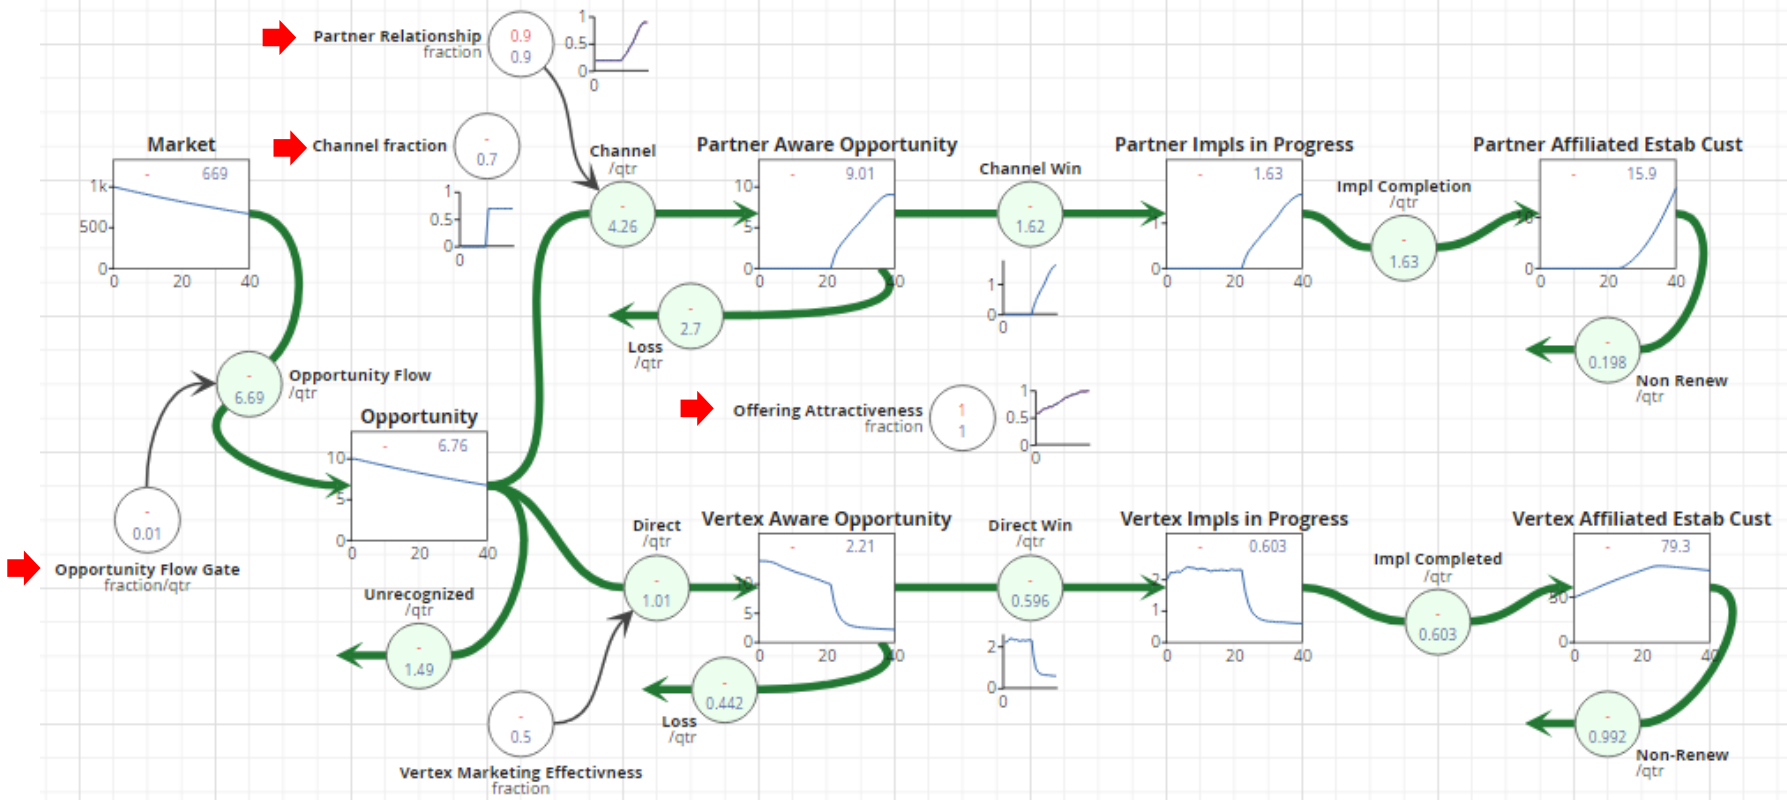 Partner Relationship
fraction
0.9
0.9
1
0.5
0
0
Market
- 669
1k
500
0
0 20 40
Channel fraction
-
0.7
1
0.5
0
0
Channel
/qtr
-
4.26
Partner Aware Opportunity
- 9.01
10
5
0
0 20 40
Channel Win
-
1.62
1
0
0
Partner Impls in Progress
- 1.63
1
0
0 20 40
Impl Completion
/qtr
-
1.63
Partner Affiliated Estab Cust
- 15.9
10
0
0 20 40
-
2.7
Loss
/qtr
-
0.198
Non Renew
/qtr
-
6.69
Opportunity Flow
/qtr
Offering Attractiveness
fraction
1
1
1
0.5
0
0
Opportunity
- 6.76
10
5
0
0 20 40
-
0.01
Opportunity Flow Gate
fraction/qtr
Direct
/qtr
-
1.01
Vertex Aware Opportunity
- 2.21
10
5
0
0 20 40
Direct Win
/qtr
-
0.596
2
0
0
Vertex Impls in Progress
- 0.603
2
1
0
0 20 40
Impl Completed
/qtr
-
0.603
Vertex Affiliated Estab Cust
- 79.3
50
0
0 20 40
Unrecognized
/qtr
-
1.49
-
0.442
Loss
/qtr
-
0.5
Vertex Marketing Effectivness
fraction
-
0.992
Non-Renew
/qtr